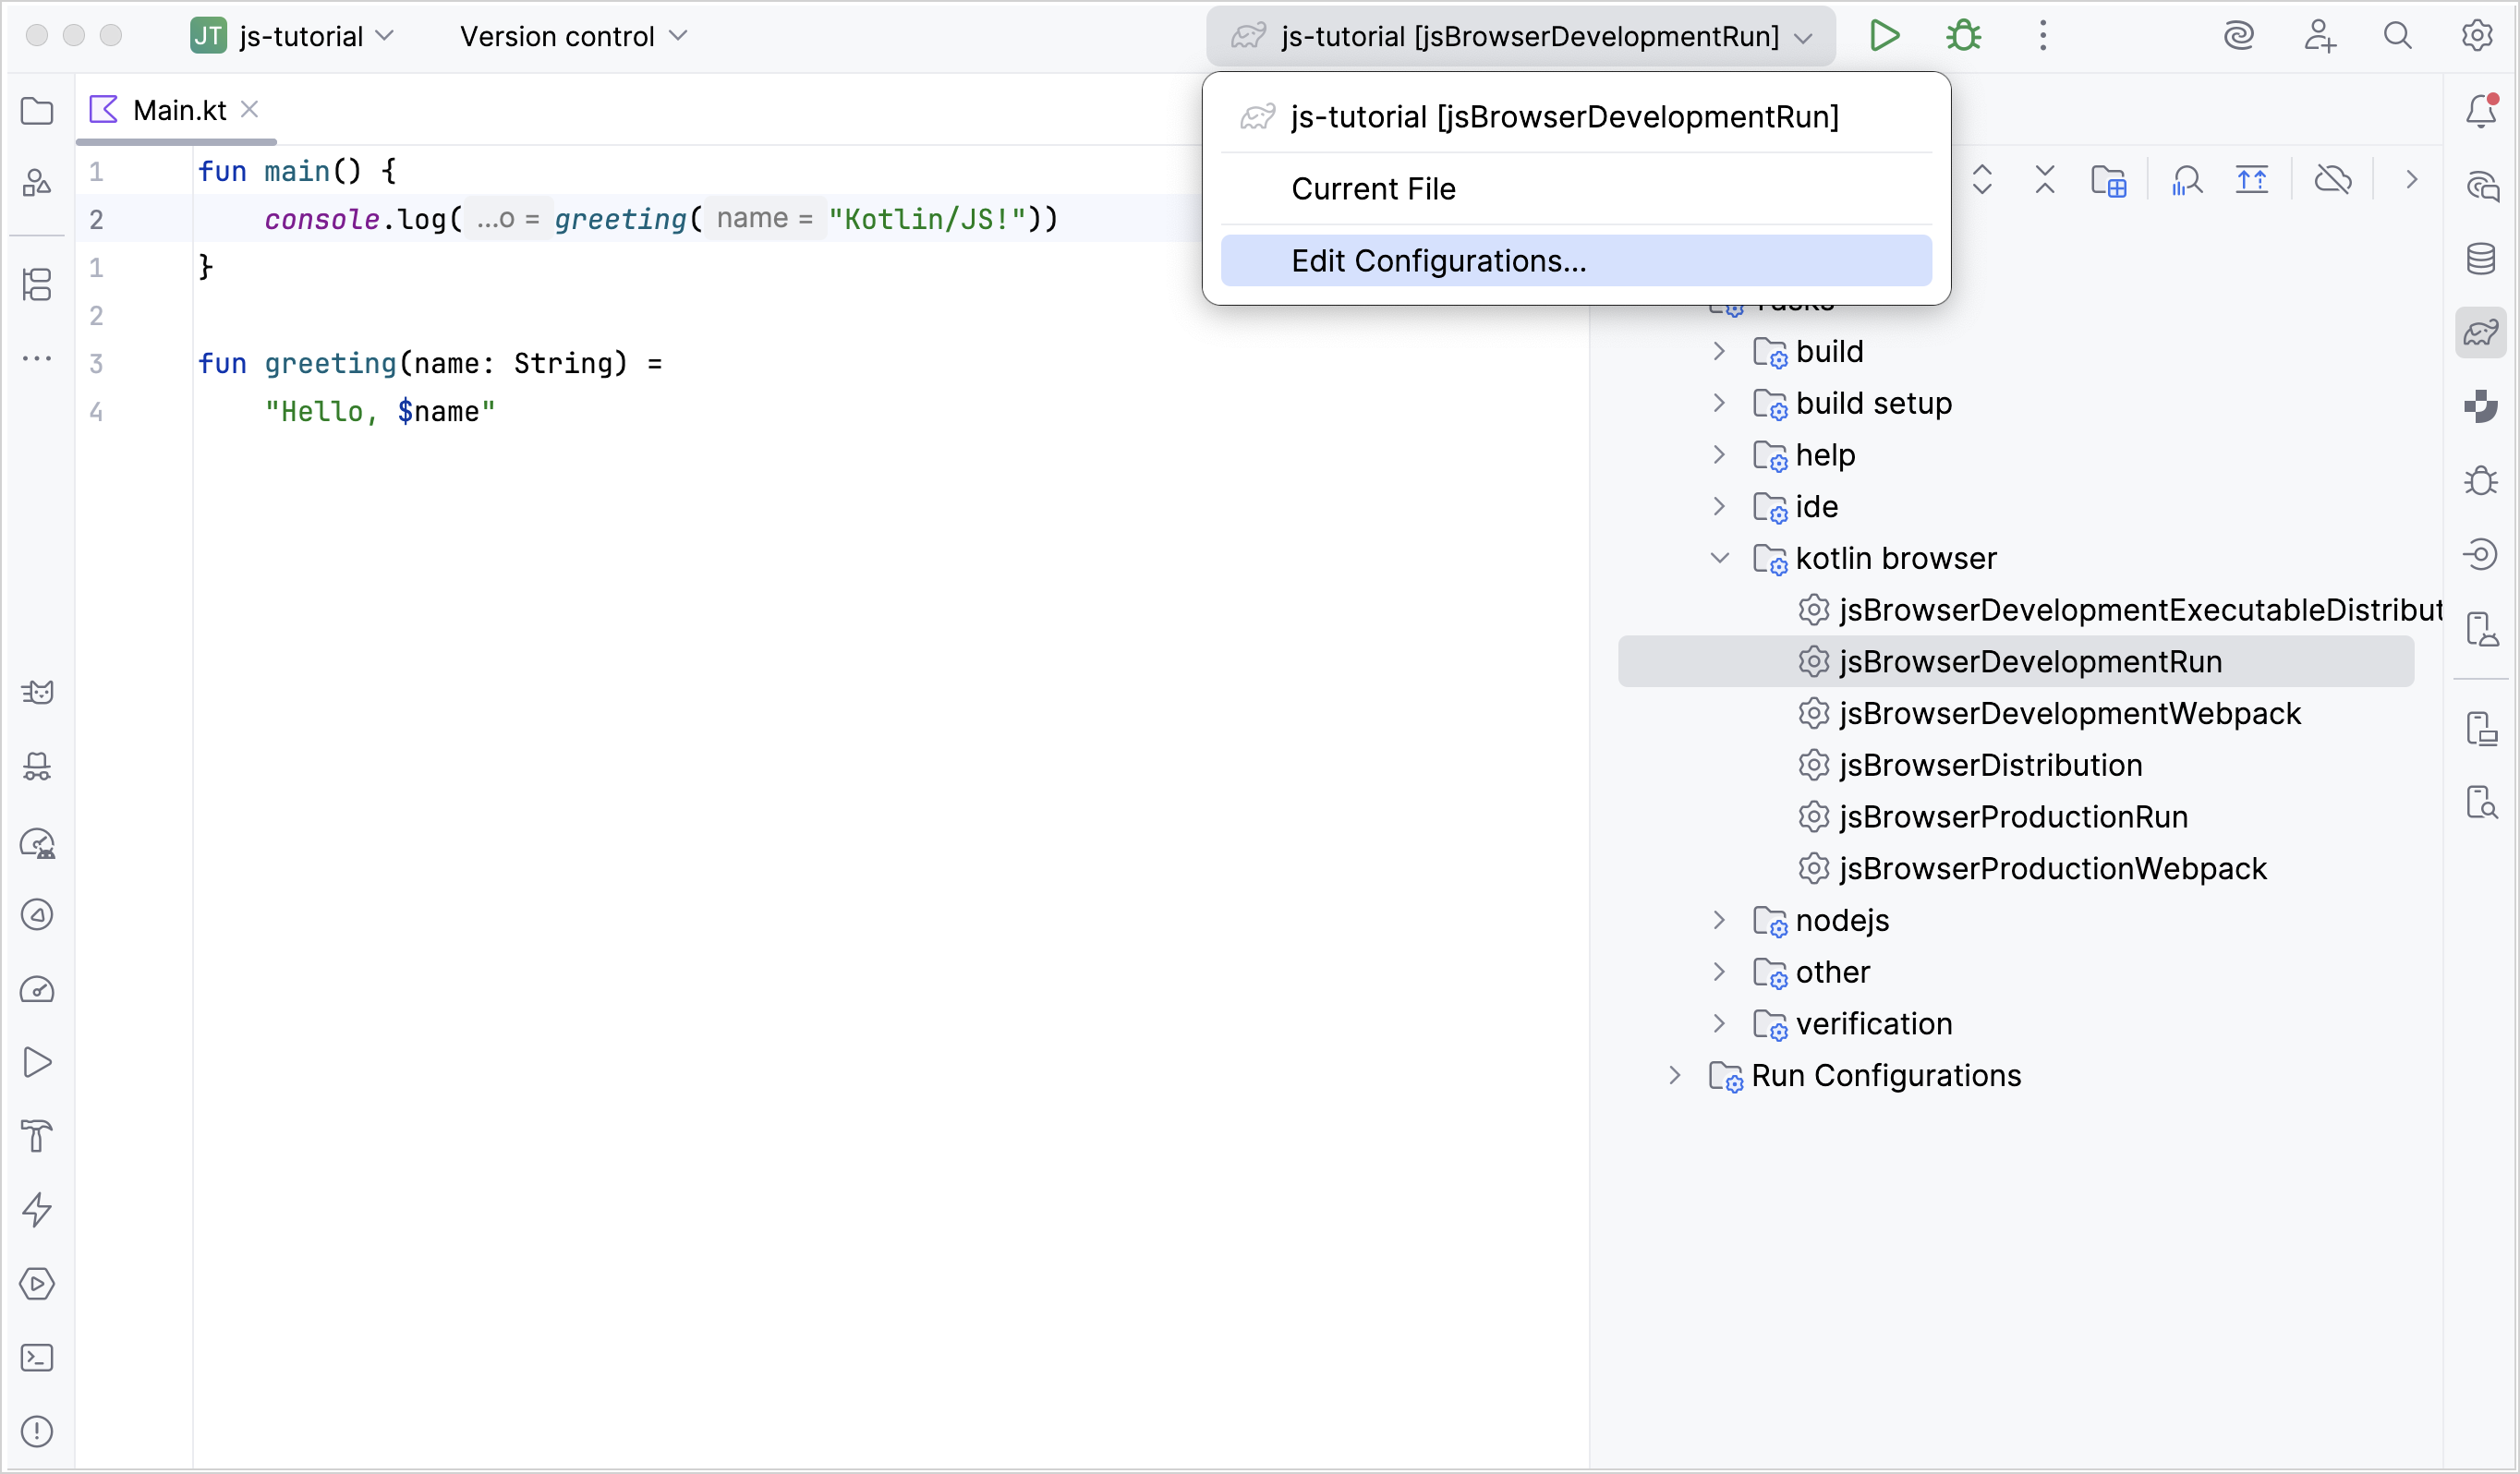 JT js-tutorial Version control js-tutorial [jsBrowserDevelopmentRun]
Main.kt
js-tutorial [jsBrowserDevelopmentRun]
Current File
Edit Configurations...
1 fun main() {
2 console.log( ...o = greeting( name = "Kotlin/JS!"))
1 }
2
3 fun greeting(name: String) =
4 "Hello, $name"
Tasks
build
build setup
help
ide
kotlin browser
jsBrowserDevelopmentExecutableDistribut
jsBrowserDevelopmentRun
jsBrowserDevelopmentWebpack
jsBrowserDistribution
jsBrowserProductionRun
jsBrowserProductionWebpack
nodejs
other
verification
Run Configurations